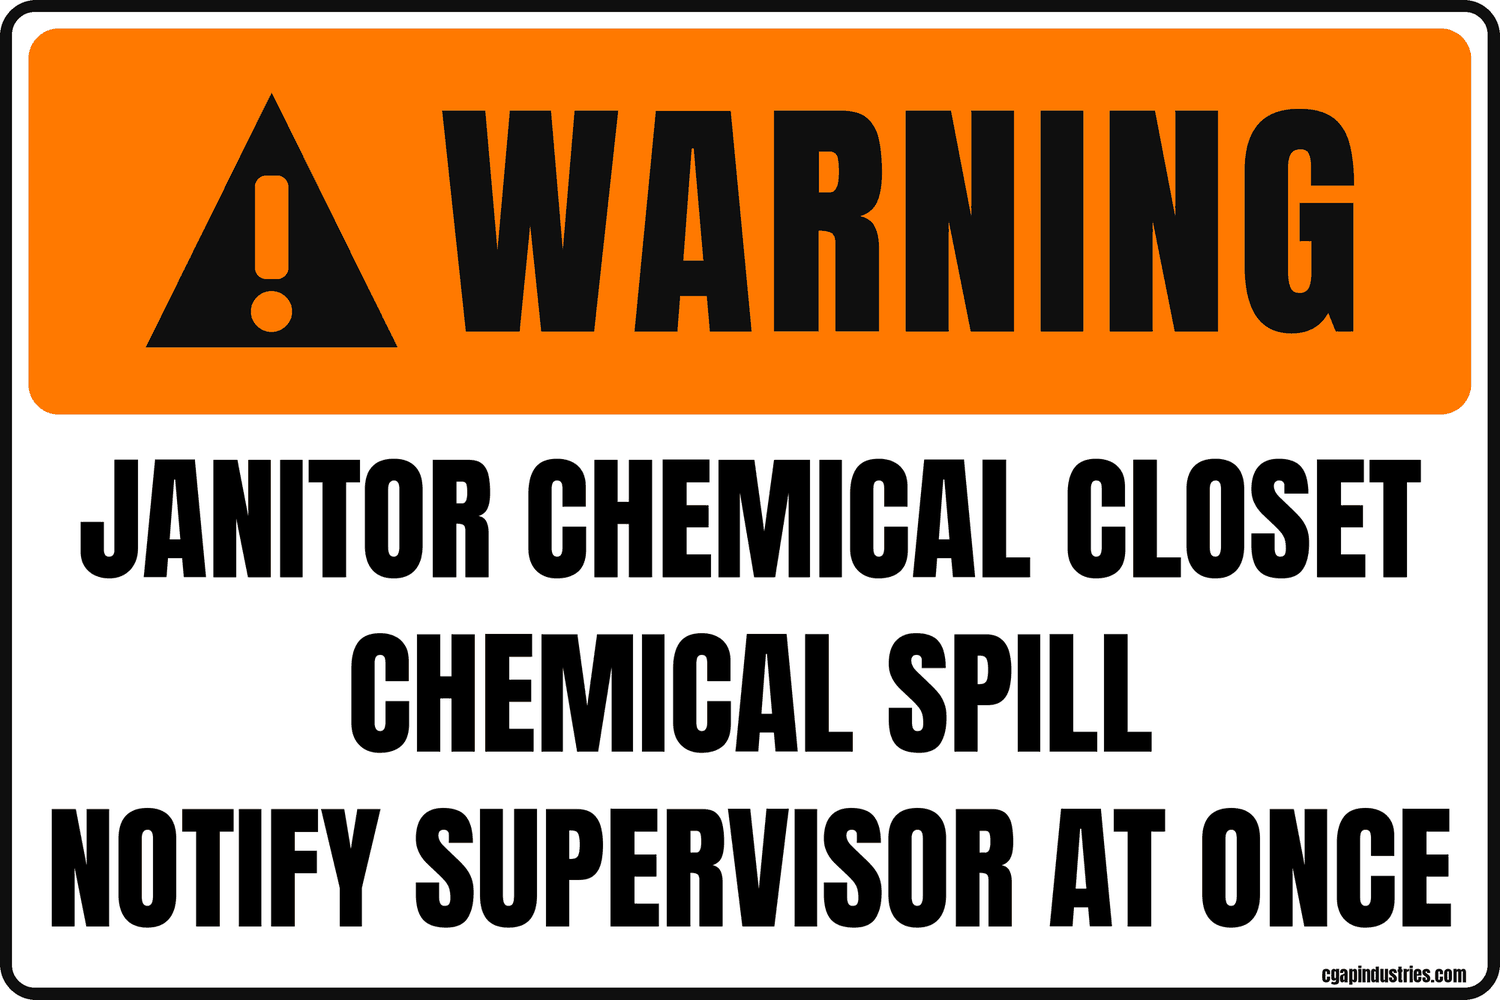 WARNING
JANITOR CHEMICAL CLOSET
CHEMICAL SPILL
NOTIFY SUPERVISOR AT ONCE
cgapindustries.com